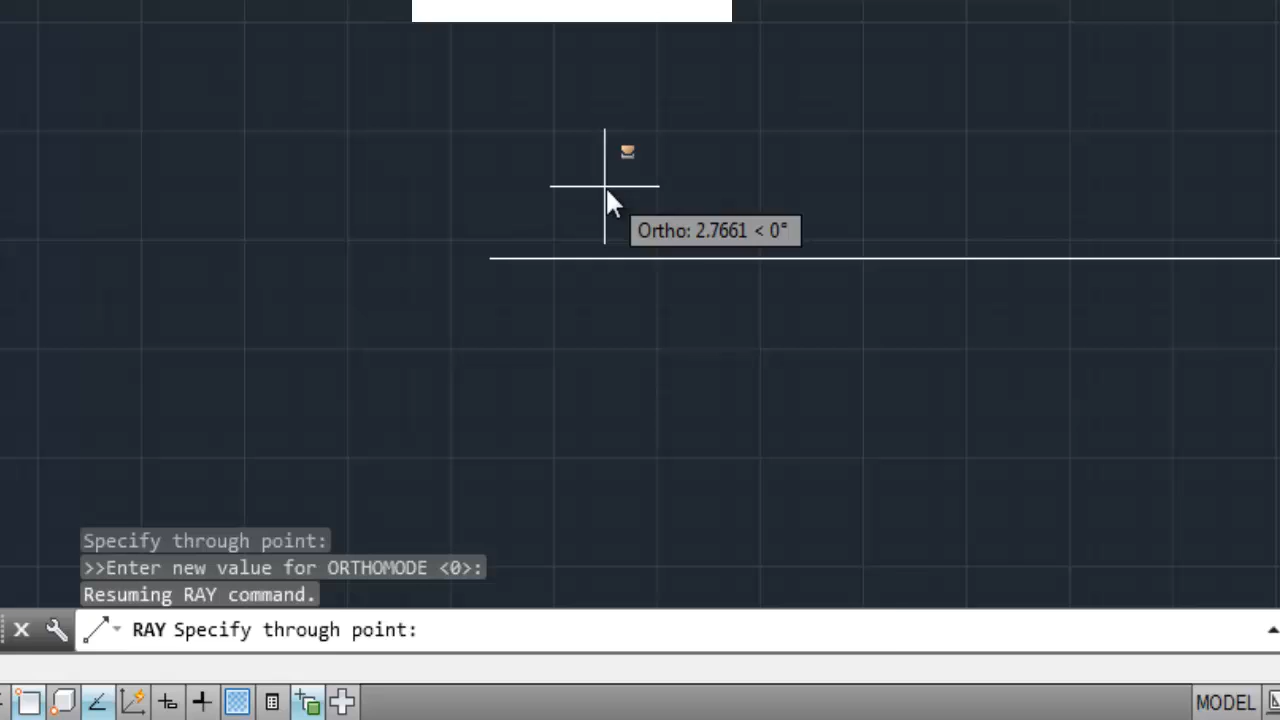 Ortho: 2.7661 < 0°
Specify through point:
>>Enter new value for ORTHOMODE <0>:
Resuming RAY command.
RAY Specify through point:
MODEL